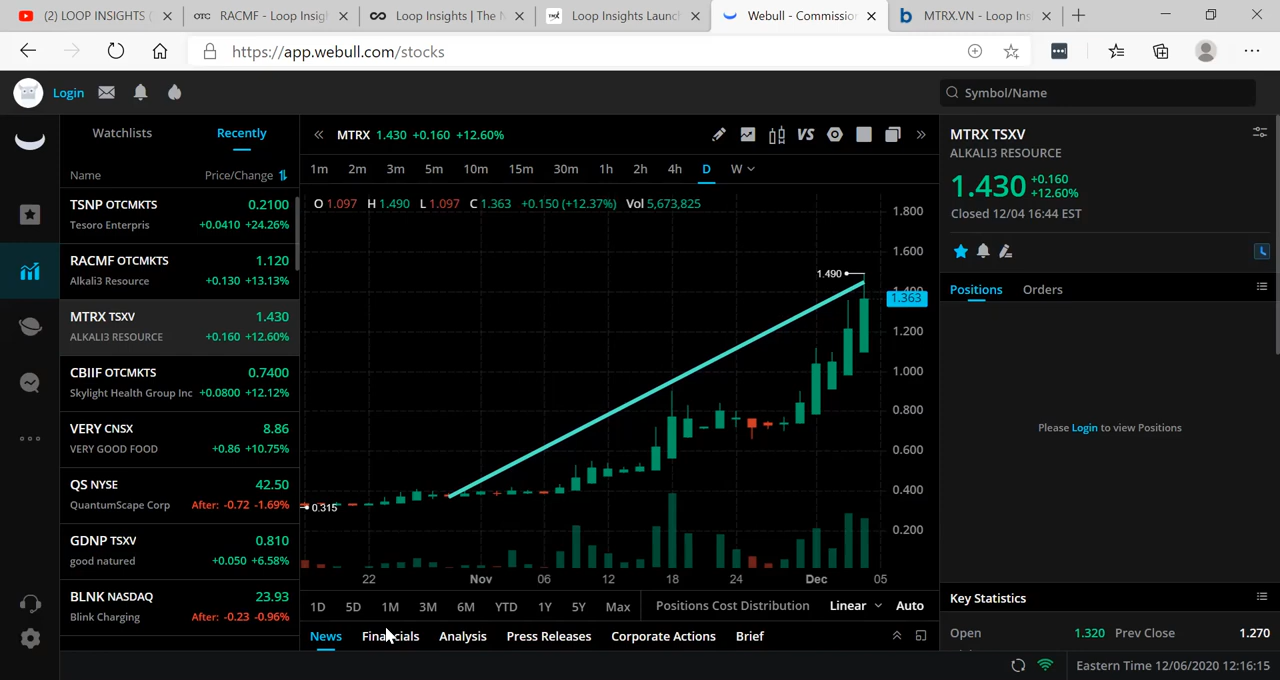 (2) LOOP INSIGHTS (
OTC RACMF - Loop Insigh
Loop Insights | The N
Loop Insights Launc
Webull - Commissio
b MTRX.VN - Loop Ins
https://app.webull.com/stocks
Login
Symbol/Name
Watchlists Recently
Name Price/Change
TSNP OTCMKTS 0.2100
Tesoro Enterpris +0.0410 +24.26%
RACMF OTCMKTS 1.120
Alkali3 Resource +0.130 +13.13%
MTRX TSXV 1.430
ALKALI3 RESOURCE +0.160 +12.60%
CBIIF OTCMKTS 0.7400
Skylight Health Group Inc +0.0800 +12.12%
VERY CNSX 8.86
VERY GOOD FOOD +0.86 +10.75%
QS NYSE 42.50
QuantumScape Corp After: -0.72 -1.69%
GDNP TSXV 0.810
good natured +0.050 +6.58%
BLNK NASDAQ 23.93
Blink Charging After: -0.23 -0.96%
MTRX 1.430 +0.160 +12.60%
VS
1m 2m 3m 5m 10m 15m 30m 1h 2h 4h D W
O 1.097 H 1.490 L 1.097 C 1.363 +0.150 (+12.37%) Vol 5,673,825
1.800
1.600
1.490
1.400
1.363
1.200
1.000
0.800
0.600
0.400
0.315
0.200
22 Nov 06 12 18 24 Dec 05
1D 5D 1M 3M 6M YTD 1Y 5Y Max Positions Cost Distribution Linear Auto
News Financials Analysis Press Releases Corporate Actions Brief
MTRX TSXV
ALKALI3 RESOURCE
1.430 +0.160
+12.60%
Closed 12/04 16:44 EST
L
Positions Orders
Please Login to view Positions
Key Statistics
Open 1.320 Prev Close 1.270
Eastern Time 12/06/2020 12:16:15